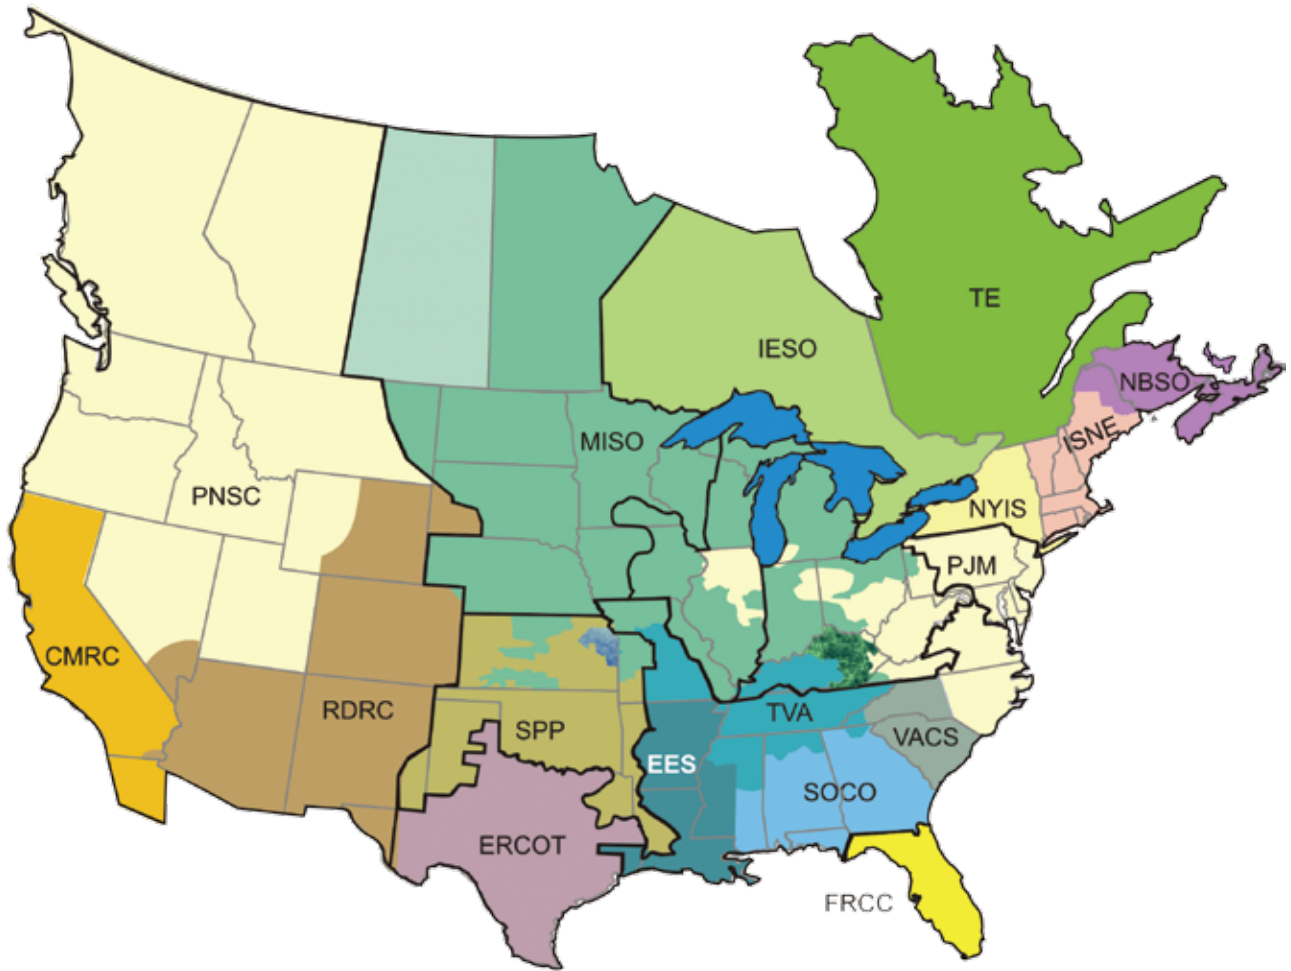 TE
IESO
NBSO
MISO
ISNE
PNSC
NYIS
PJM
CMRC
RDRC
TVA
SPP
VACS
EES
SOCO
ERCOT
FRCC